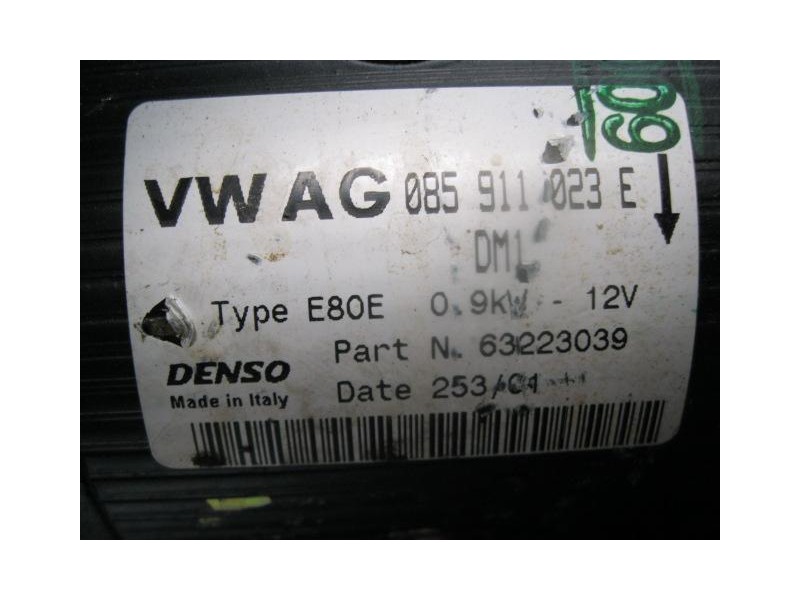 60
VW AG 085 911 023 E
DM1
Type E80E 0.9kW - 12V
Part N. 63223039
DENSO
Date 253/01
Made in Italy
H